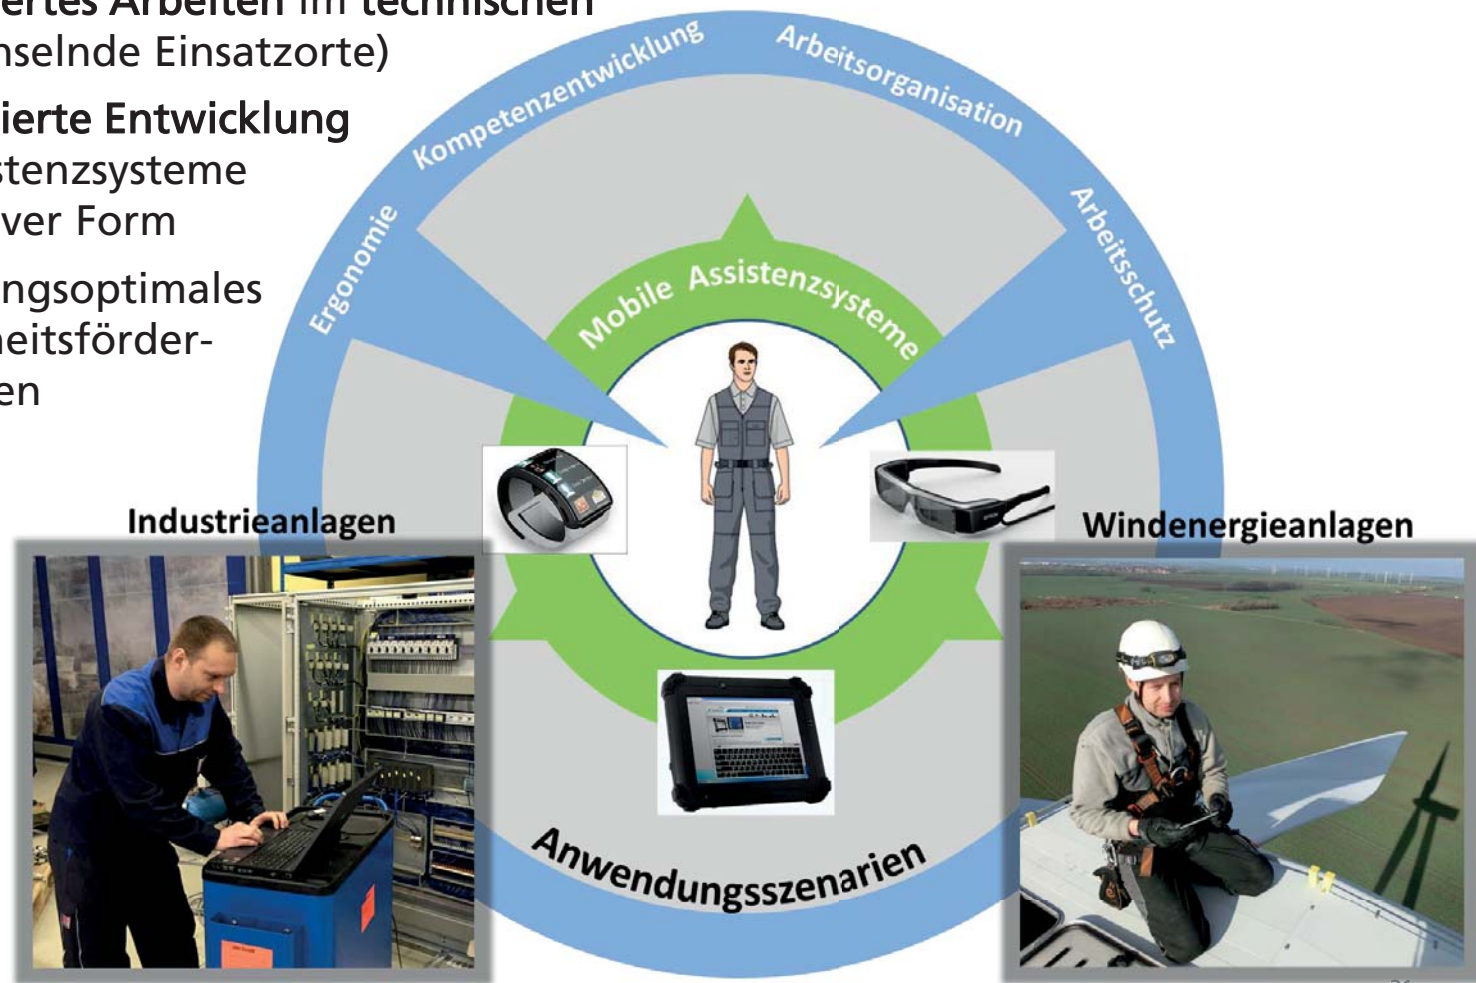 ertes Arbeiten im technischen
nselnde Einsatzorte)
ierte Entwicklung
stenzsysteme
ver Form
ngsoptimales
eitsförder-
en
Kompetenzentwicklung
Arbeitsorganisation
Ergonomie
Arbeitsschutz
Mobile Assistenzsysteme
Industrieanlagen
Windenergieanlagen
Anwendungsszenarien